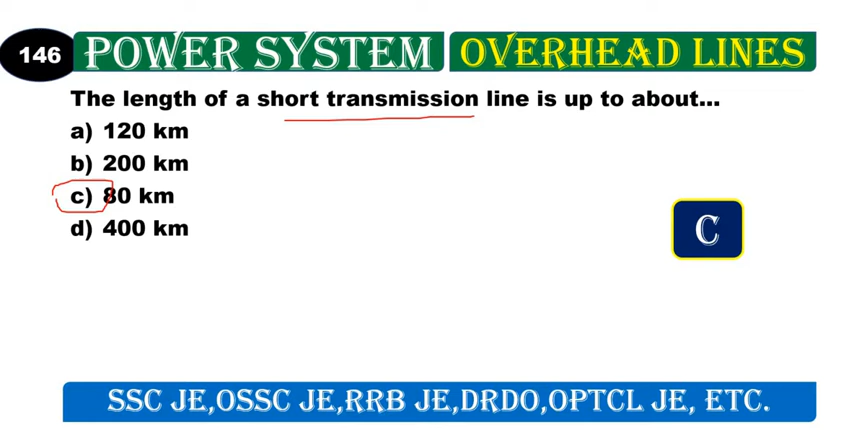 146
POWER SYSTEM
OVERHEAD LINES
The length of a short transmission line is up to about...
a) 120 km
b) 200 km
c) 80 km
d) 400 km
C
SSC JE,OSSC JE,RRB JE,DRDO,OPTCL JE, ETC.